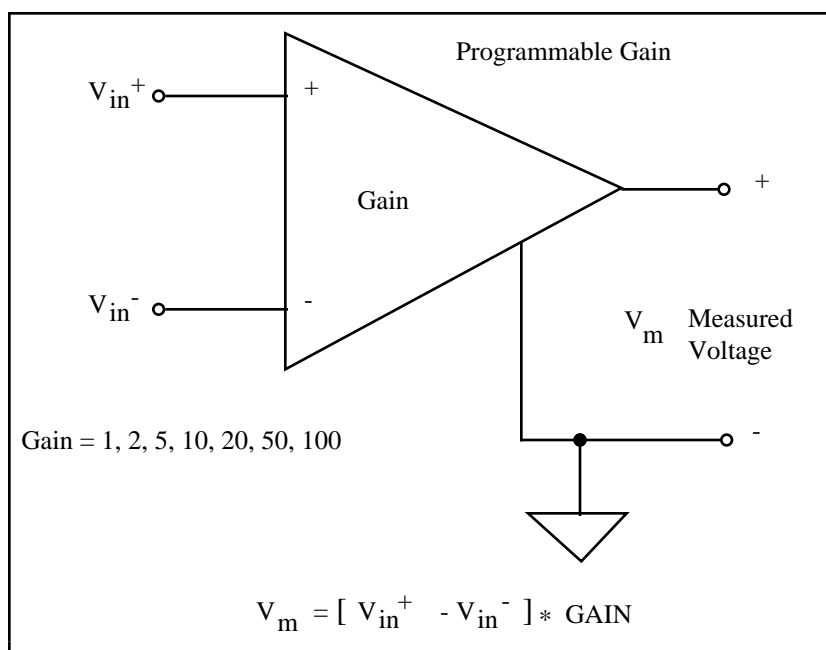 Programmable Gain
Vin+
+
Gain
+
Vin-
-
Vm Measured
Voltage
Gain = 1, 2, 5, 10, 20, 50, 100
-
Vm = [ Vin+ - Vin- ] * GAIN